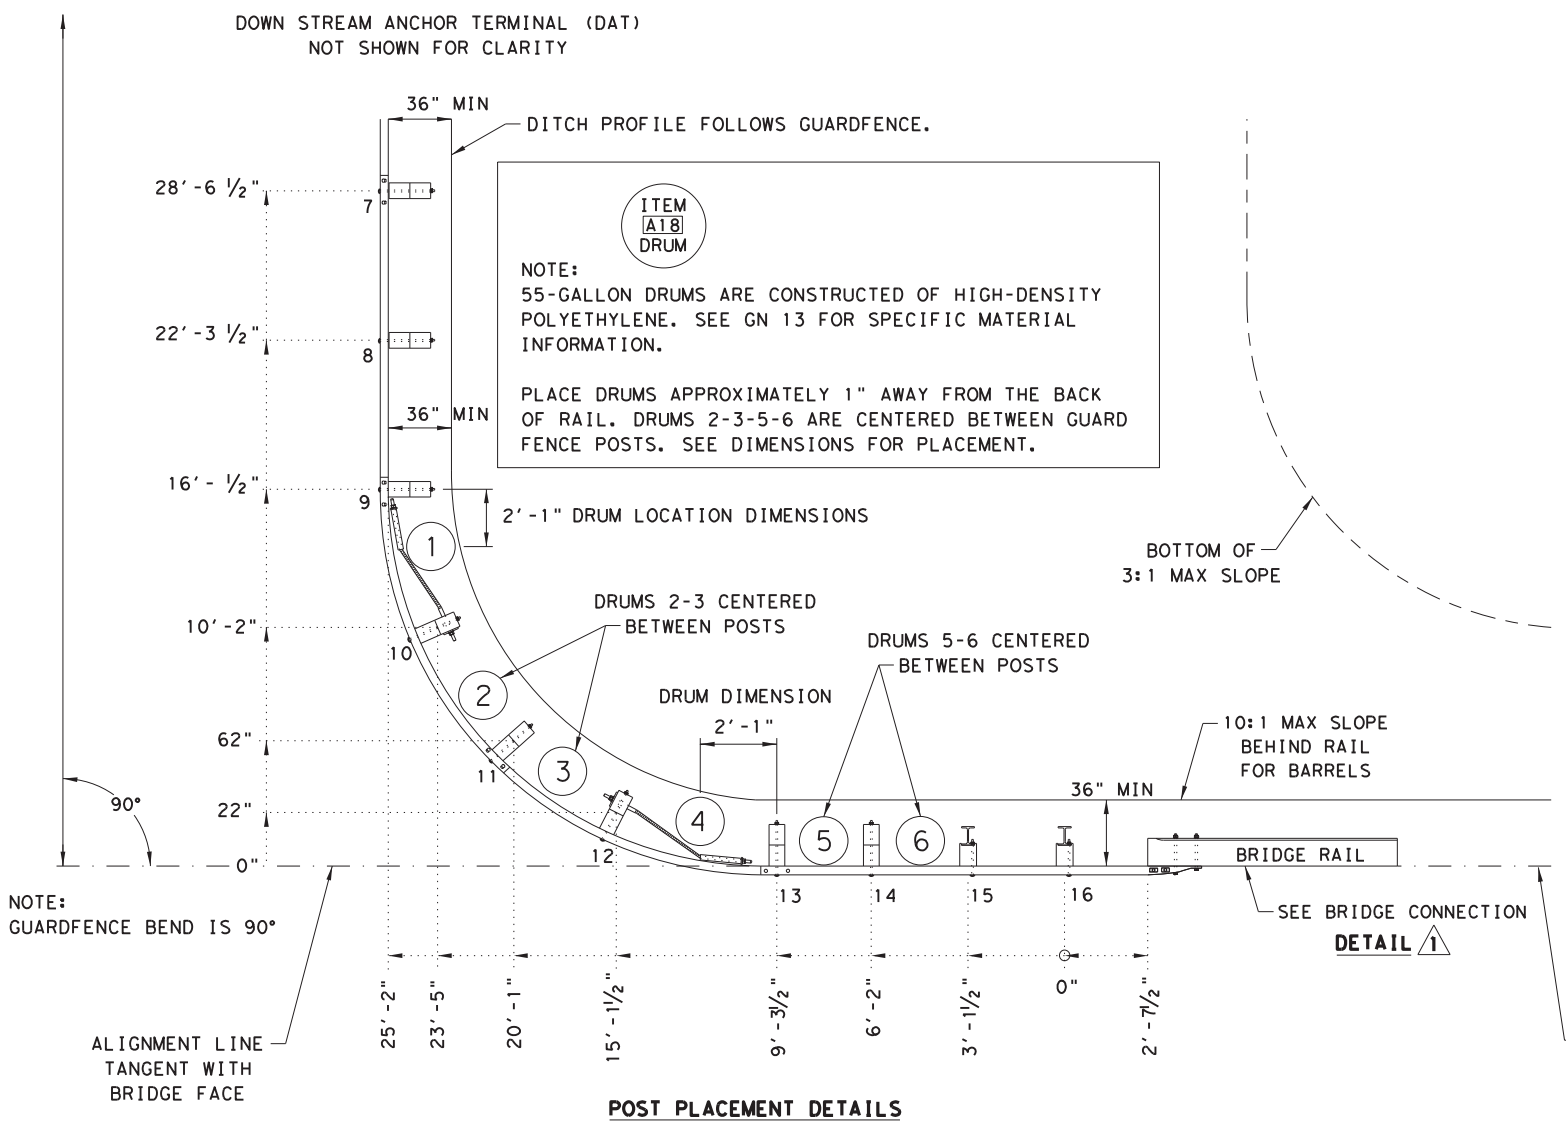 DOWN STREAM ANCHOR TERMINAL (DAT)
NOT SHOWN FOR CLARITY
36" MIN
DITCH PROFILE FOLLOWS GUARDFENCE.
28'-6 1/2"
7
ITEM
A18
DRUM
NOTE:
55-GALLON DRUMS ARE CONSTRUCTED OF HIGH-DENSITY
POLYETHYLENE. SEE GN 13 FOR SPECIFIC MATERIAL
INFORMATION.
PLACE DRUMS APPROXIMATELY 1" AWAY FROM THE BACK
OF RAIL. DRUMS 2-3-5-6 ARE CENTERED BETWEEN GUARD
FENCE POSTS. SEE DIMENSIONS FOR PLACEMENT.
22'-3 1/2"
8
36" MIN
16'- 1/2"
9
2'-1" DRUM LOCATION DIMENSIONS
1
BOTTOM OF
3:1 MAX SLOPE
DRUMS 2-3 CENTERED
BETWEEN POSTS
10'-2"
10
DRUMS 5-6 CENTERED
BETWEEN POSTS
2
DRUM DIMENSION
2'-1"
10:1 MAX SLOPE
BEHIND RAIL
FOR BARRELS
62"
11
3
36" MIN
90°
22"
4
5
6
12
0"
BRIDGE RAIL
NOTE:
GUARDFENCE BEND IS 90°
13
14
15
16
SEE BRIDGE CONNECTION
DETAIL 1
25'-2"
23'-5"
20'-1"
15'-1 1/2"
9'-3 1/2"
6'-2"
3'-1 1/2"
0"
2'-7 1/2"
ALIGNMENT LINE
TANGENT WITH
BRIDGE FACE
POST PLACEMENT DETAILS